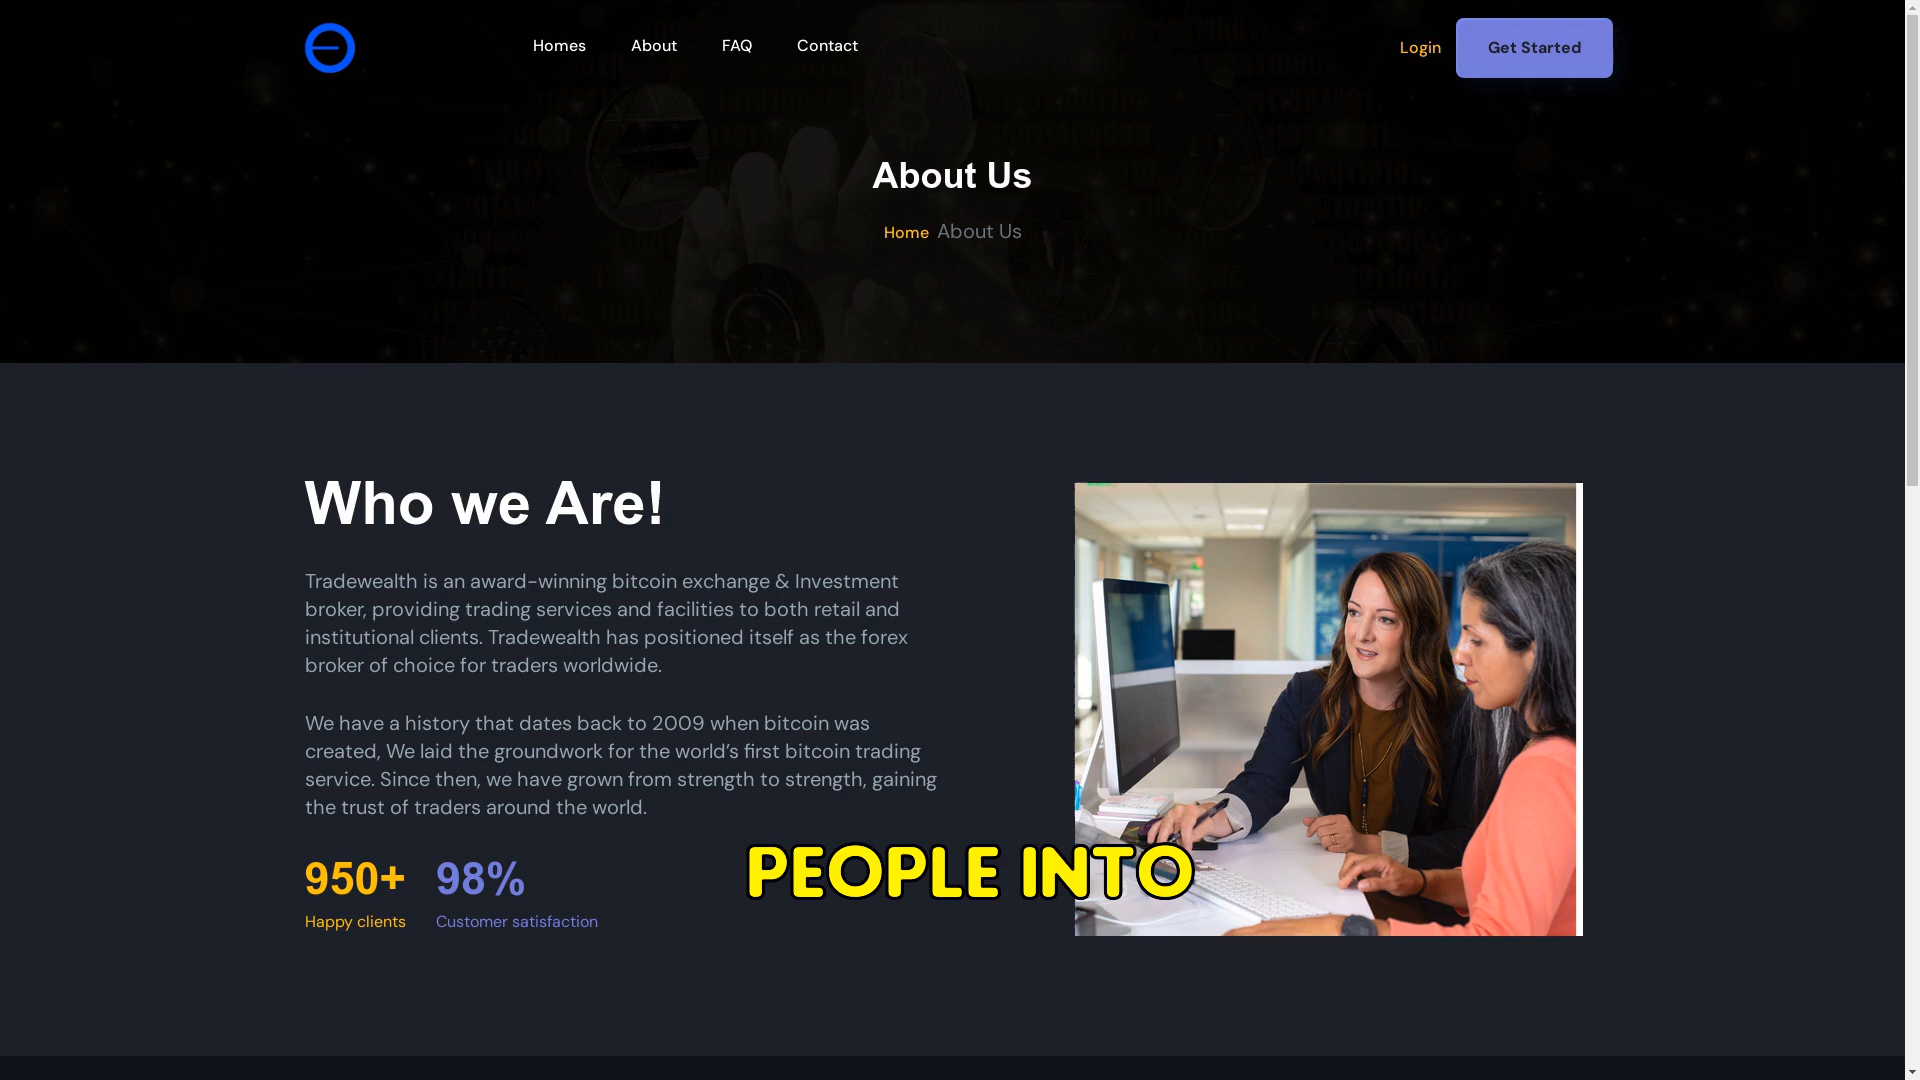 Homes About FAQ Contact Login Get Started
About Us
Home About Us
Who we Are!
Tradewealth is an award-winning bitcoin exchange & Investment
broker, providing trading services and facilities to both retail and
institutional clients. Tradewealth has positioned itself as the forex
broker of choice for traders worldwide.
We have a history that dates back to 2009 when bitcoin was
created, We laid the groundwork for the world’s first bitcoin trading
service. Since then, we have grown from strength to strength, gaining
the trust of traders around the world.
950+ 98%
Happy clients Customer satisfaction
PEOPLE INTO